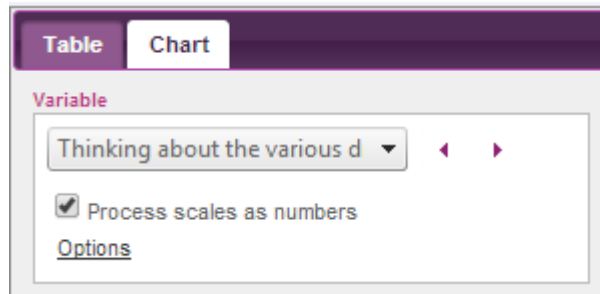 Table Chart
Variable
Thinking about the various d
Process scales as numbers
Options